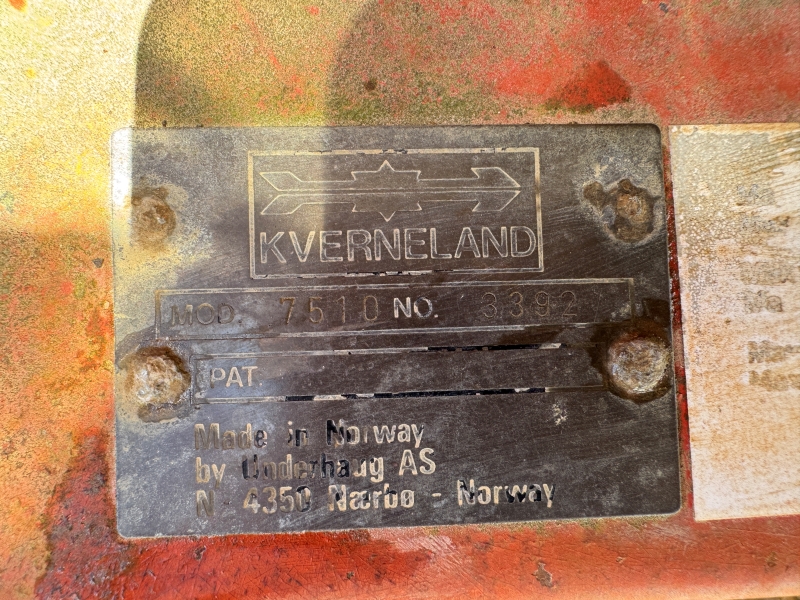 KVERNELAND
MOD. 7510 NO. 3392
PAT.
Made in Norway
by Underhaug AS
N - 4350 Nærbø - Norway